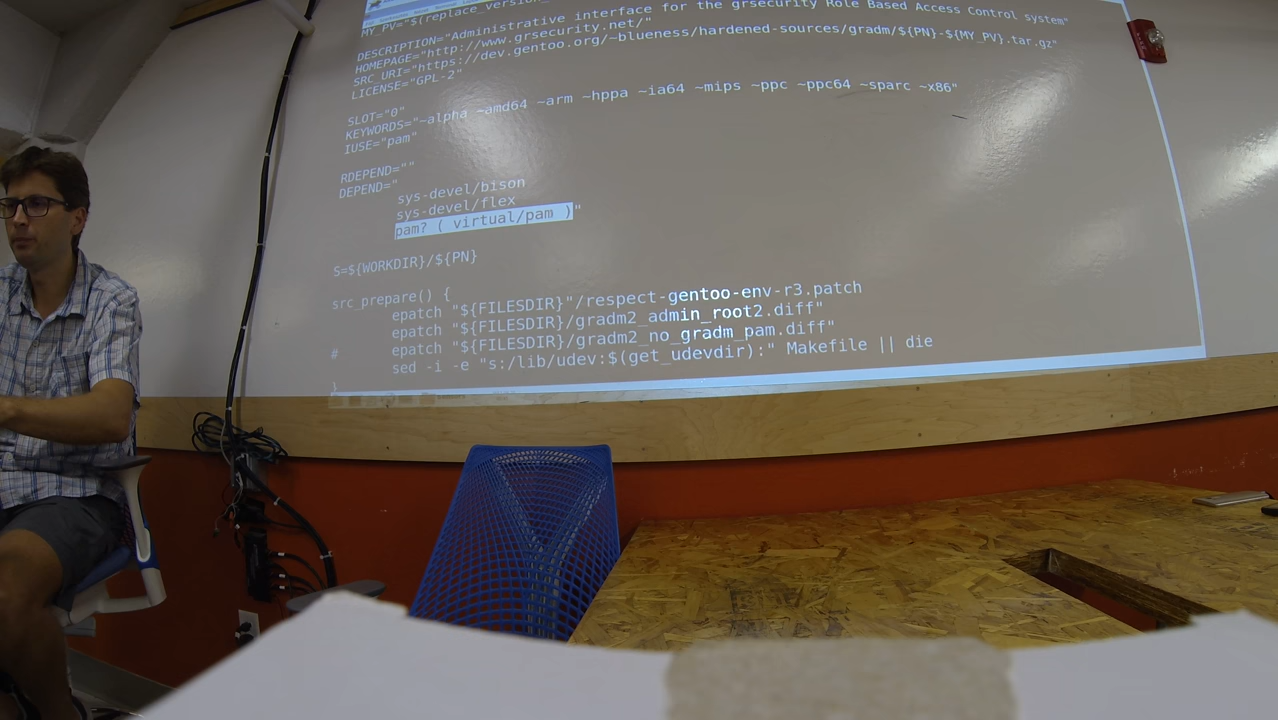 MY_PV="$(replace_version_
DESCRIPTION="Administrative interface for the grsecurity Role Based Access Control system"
HOMEPAGE="http://www.grsecurity.net/"
SRC_URI="https://dev.gentoo.org/~blueness/hardened-sources/gradm/${PN}-${MY_PV}.tar.gz"
LICENSE="GPL-2"
SLOT="0"
KEYWORDS="~alpha ~amd64 ~arm ~hppa ~ia64 ~mips ~ppc ~ppc64 ~sparc ~x86"
IUSE="pam"
RDEPEND=""
DEPEND="
sys-devel/bison
sys-devel/flex
pam? ( virtual/pam )"
S=${WORKDIR}/${PN}
src_prepare() {
epatch "${FILESDIR}"/respect-gentoo-env-r3.patch
epatch "${FILESDIR}/gradm2_admin_root2.diff"
# epatch "${FILESDIR}/gradm2_no_gradm_pam.diff"
sed -i -e "s:/lib/udev:$(get_udevdir):" Makefile || die
}